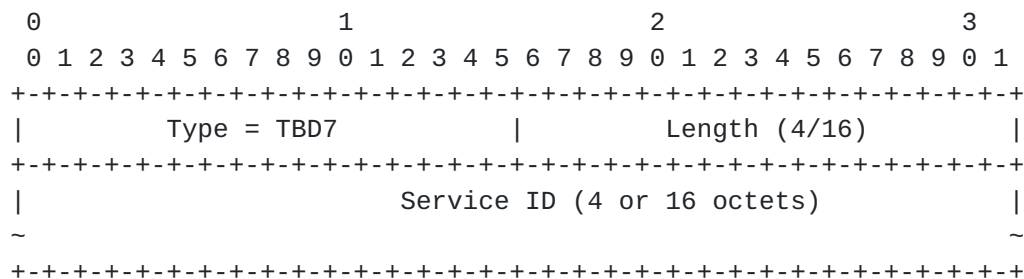 0                   1                   2                   3
 0 1 2 3 4 5 6 7 8 9 0 1 2 3 4 5 6 7 8 9 0 1 2 3 4 5 6 7 8 9 0 1
+-+-+-+-+-+-+-+-+-+-+-+-+-+-+-+-+-+-+-+-+-+-+-+-+-+-+-+-+-+-+-+-+
|         Type = TBD7           |         Length (4/16)         |
+-+-+-+-+-+-+-+-+-+-+-+-+-+-+-+-+-+-+-+-+-+-+-+-+-+-+-+-+-+-+-+-+
|                        Service ID (4 or 16 octets)            |
~                                                               ~
+-+-+-+-+-+-+-+-+-+-+-+-+-+-+-+-+-+-+-+-+-+-+-+-+-+-+-+-+-+-+-+-+